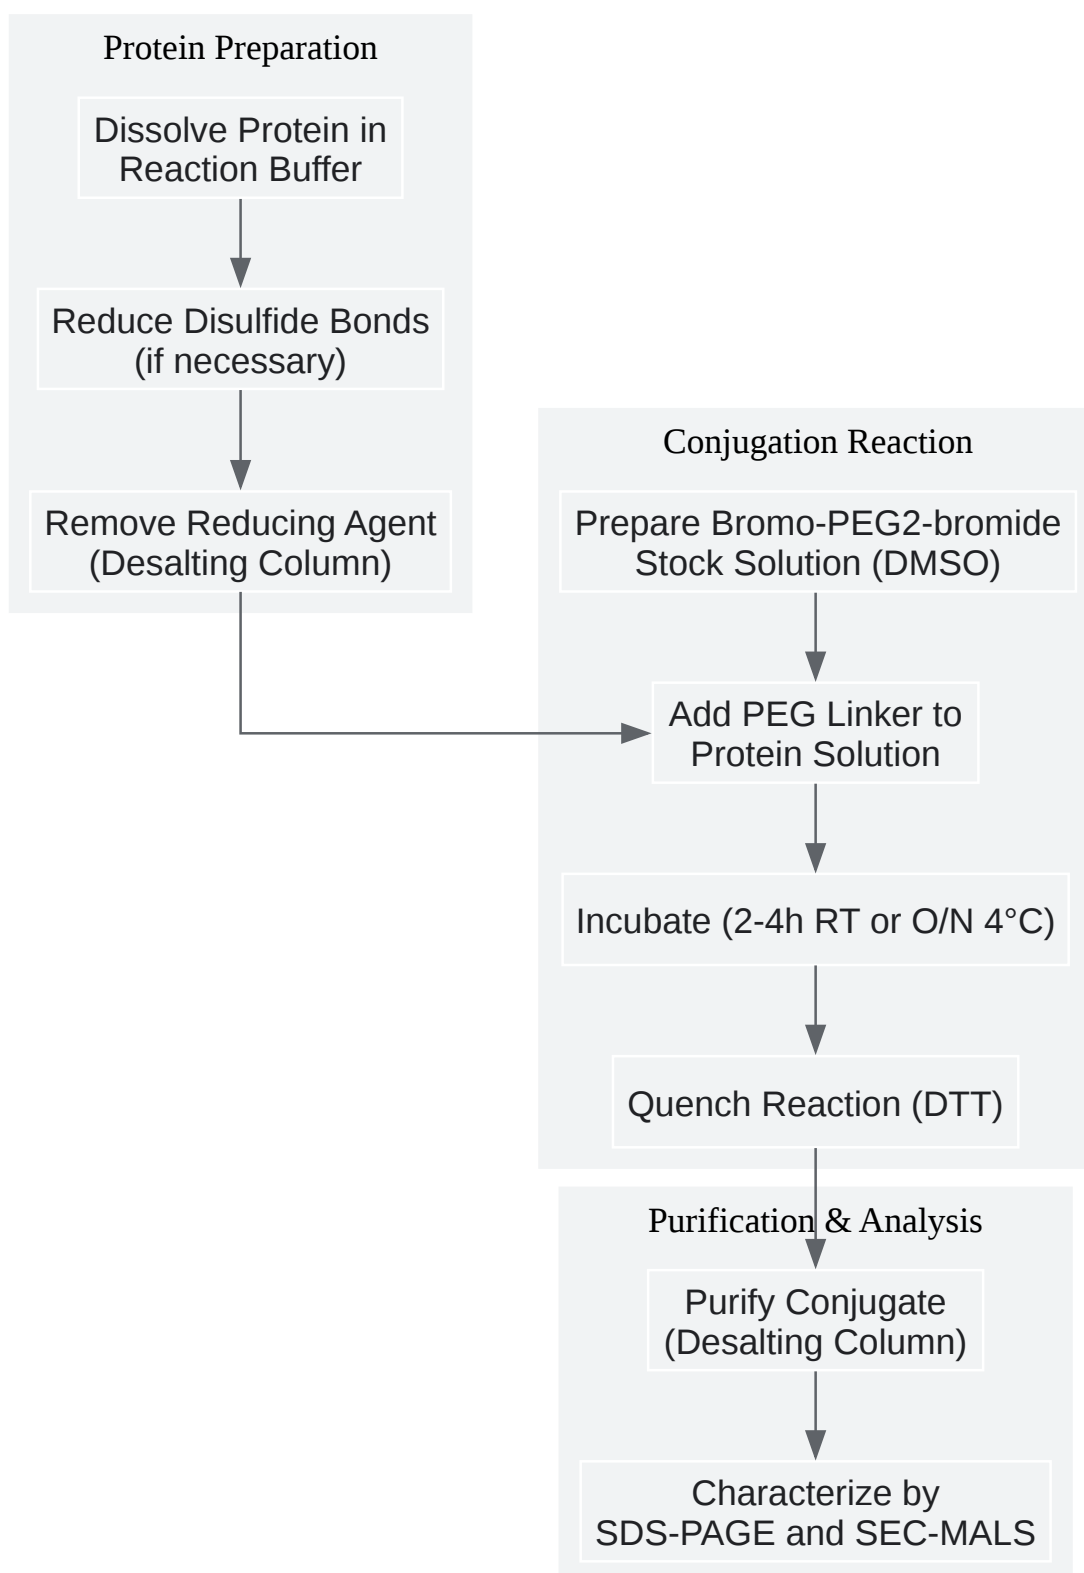 Protein Preparation
Dissolve Protein in
Reaction Buffer
Reduce Disulfide Bonds
(if necessary)
Remove Reducing Agent
(Desalting Column)
Conjugation Reaction
Prepare Bromo-PEG2-bromide
Stock Solution (DMSO)
Add PEG Linker to
Protein Solution
Incubate (2-4h RT or O/N 4°C)
Quench Reaction (DTT)
Purification & Analysis
Purify Conjugate
(Desalting Column)
Characterize by
SDS-PAGE and SEC-MALS